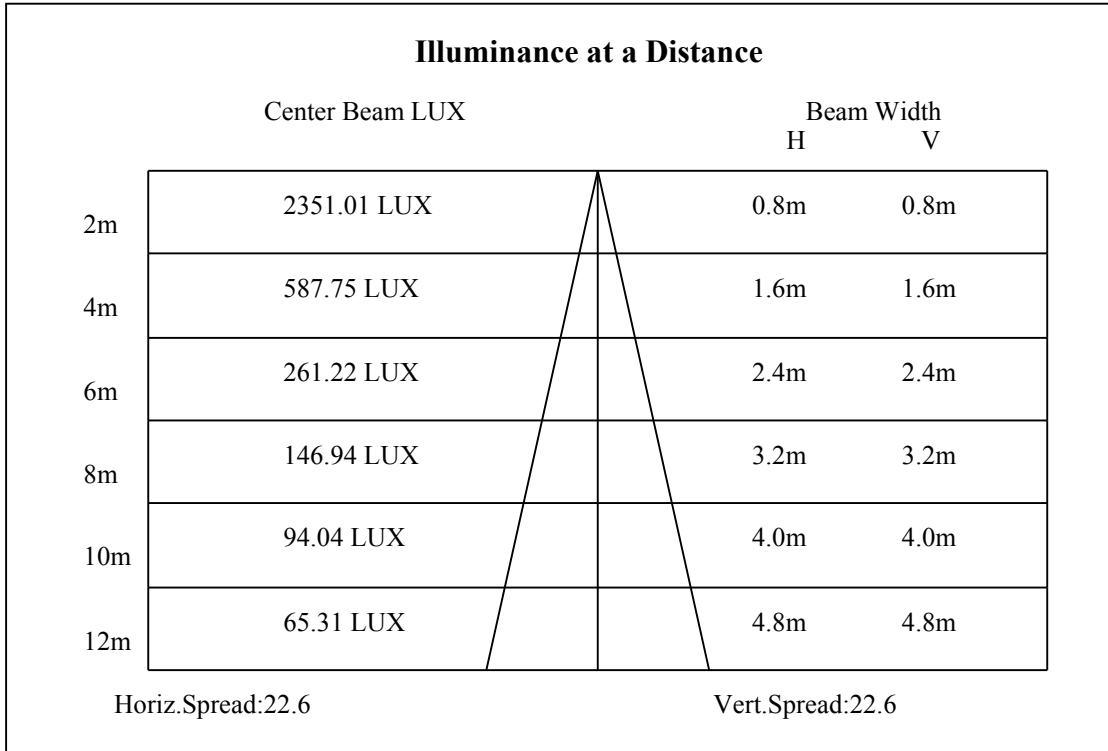 Illuminance at a Distance
Center Beam LUX Beam Width
H V
2m 2351.01 LUX 0.8m 0.8m
4m 587.75 LUX 1.6m 1.6m
6m 261.22 LUX 2.4m 2.4m
8m 146.94 LUX 3.2m 3.2m
10m 94.04 LUX 4.0m 4.0m
12m 65.31 LUX 4.8m 4.8m
Horiz.Spread:22.6 Vert.Spread:22.6